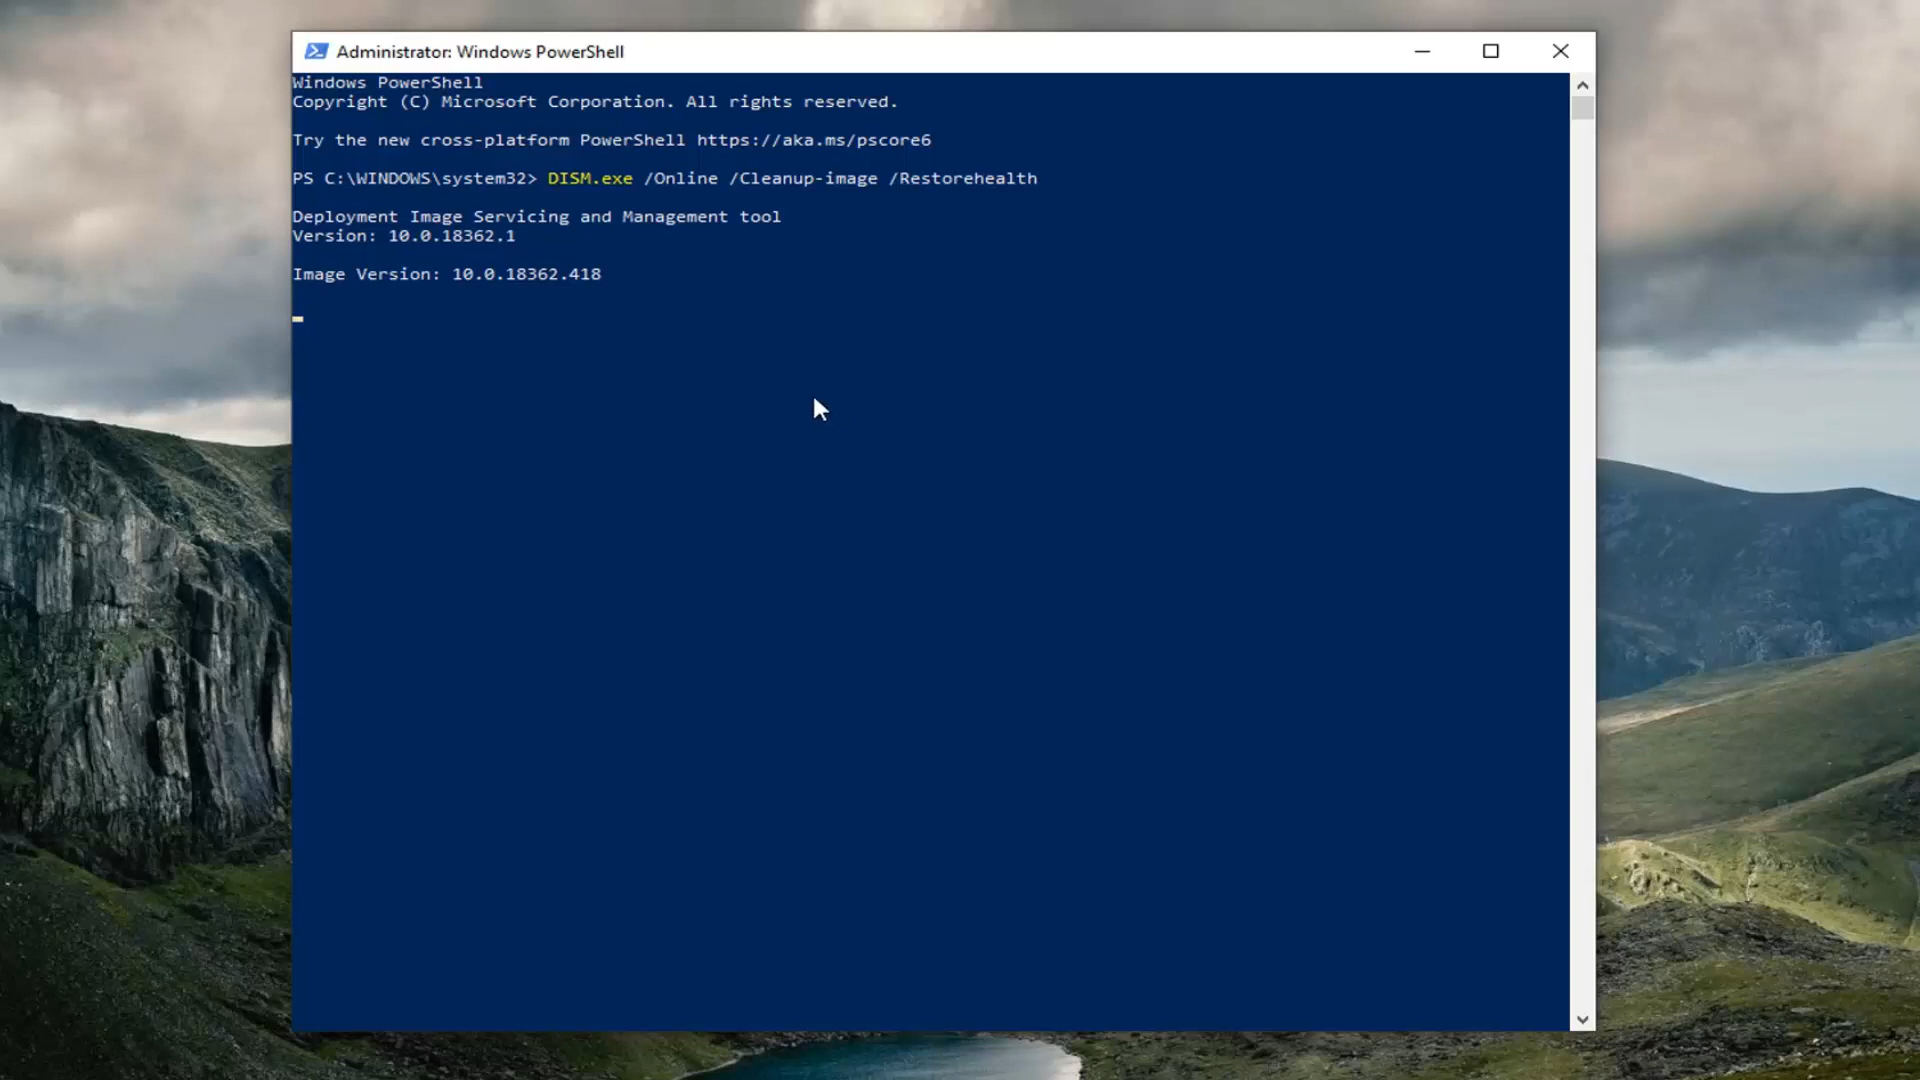 Administrator: Windows PowerShell
Windows PowerShell
Copyright (C) Microsoft Corporation. All rights reserved.
Try the new cross-platform PowerShell https://aka.ms/pscore6
PS C:\WINDOWS\system32> DISM.exe /Online /Cleanup-image /Restorehealth
Deployment Image Servicing and Management tool
Version: 10.0.18362.1
Image Version: 10.0.18362.418